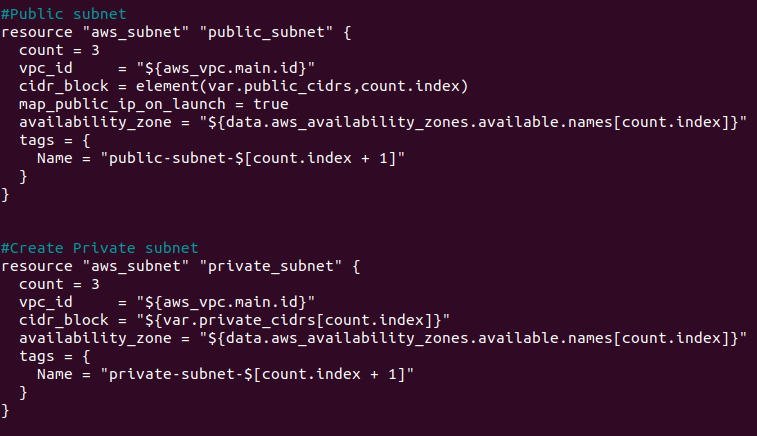 #Public subnet
resource "aws_subnet" "public_subnet" {
  count = 3
  vpc_id     = "${aws_vpc.main.id}"
  cidr_block = element(var.public_cidrs,count.index)
  map_public_ip_on_launch = true
  availability_zone = "${data.aws_availability_zones.available.names[count.index]}"
  tags = {
    Name = "public-subnet-$[count.index + 1]"
  }
}
#Create Private subnet
resource "aws_subnet" "private_subnet" {
  count = 3
  vpc_id     = "${aws_vpc.main.id}"
  cidr_block = "${var.private_cidrs[count.index]}"
  availability_zone = "${data.aws_availability_zones.available.names[count.index]}"
  tags = {
    Name = "private-subnet-$[count.index + 1]"
  }
}